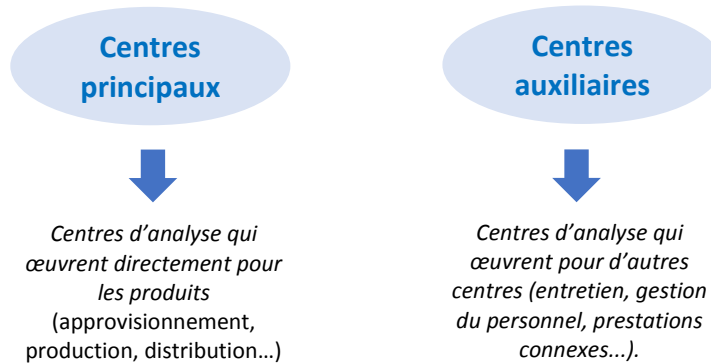 Centres
principaux
Centres d’analyse qui
œuvrent directement pour
les produits
(approvisionnement,
production, distribution…)
Centres
auxiliaires
Centres d’analyse qui
œuvrent pour d’autres
centres (entretien, gestion
du personnel, prestations
connexes...).